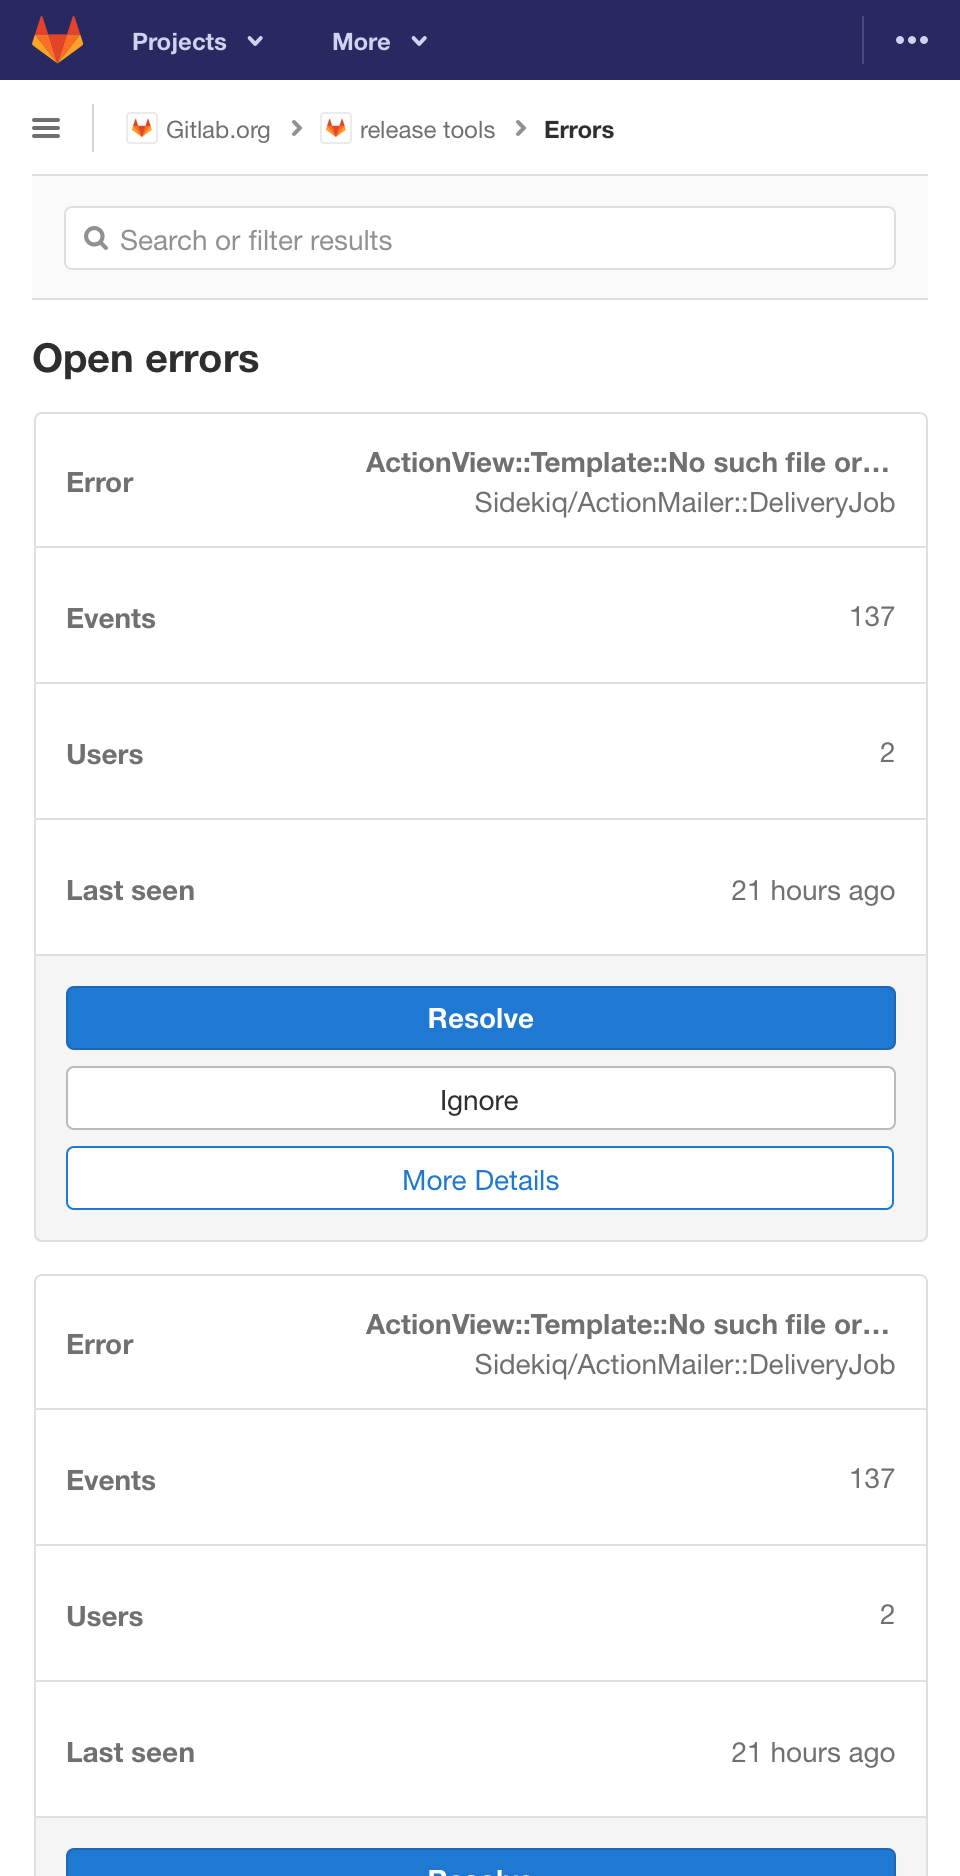 Projects More
Gitlab.org release tools Errors
Search or filter results
Open errors
Error ActionView::Template::No such file or...
Sidekiq/ActionMailer::DeliveryJob
Events 137
Users 2
Last seen 21 hours ago
Resolve
Ignore
More Details
Error ActionView::Template::No such file or...
Sidekiq/ActionMailer::DeliveryJob
Events 137
Users 2
Last seen 21 hours ago
Resolve